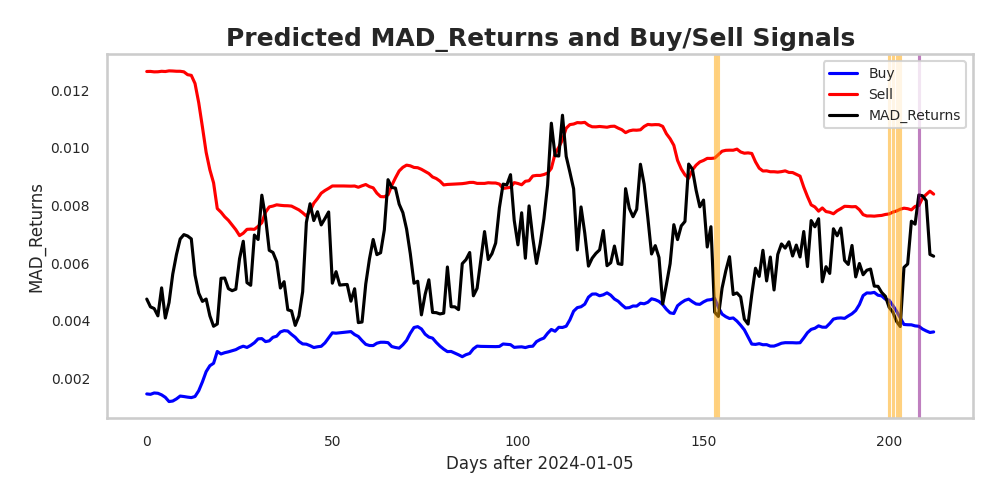 Predicted MAD_Returns and Buy/Sell Signals
Buy
Sell
MAD_Returns
0.012
0.010
0.008
0.006
0.004
0.002
MAD_Returns
0
50
100
150
200
Days after 2024-01-05